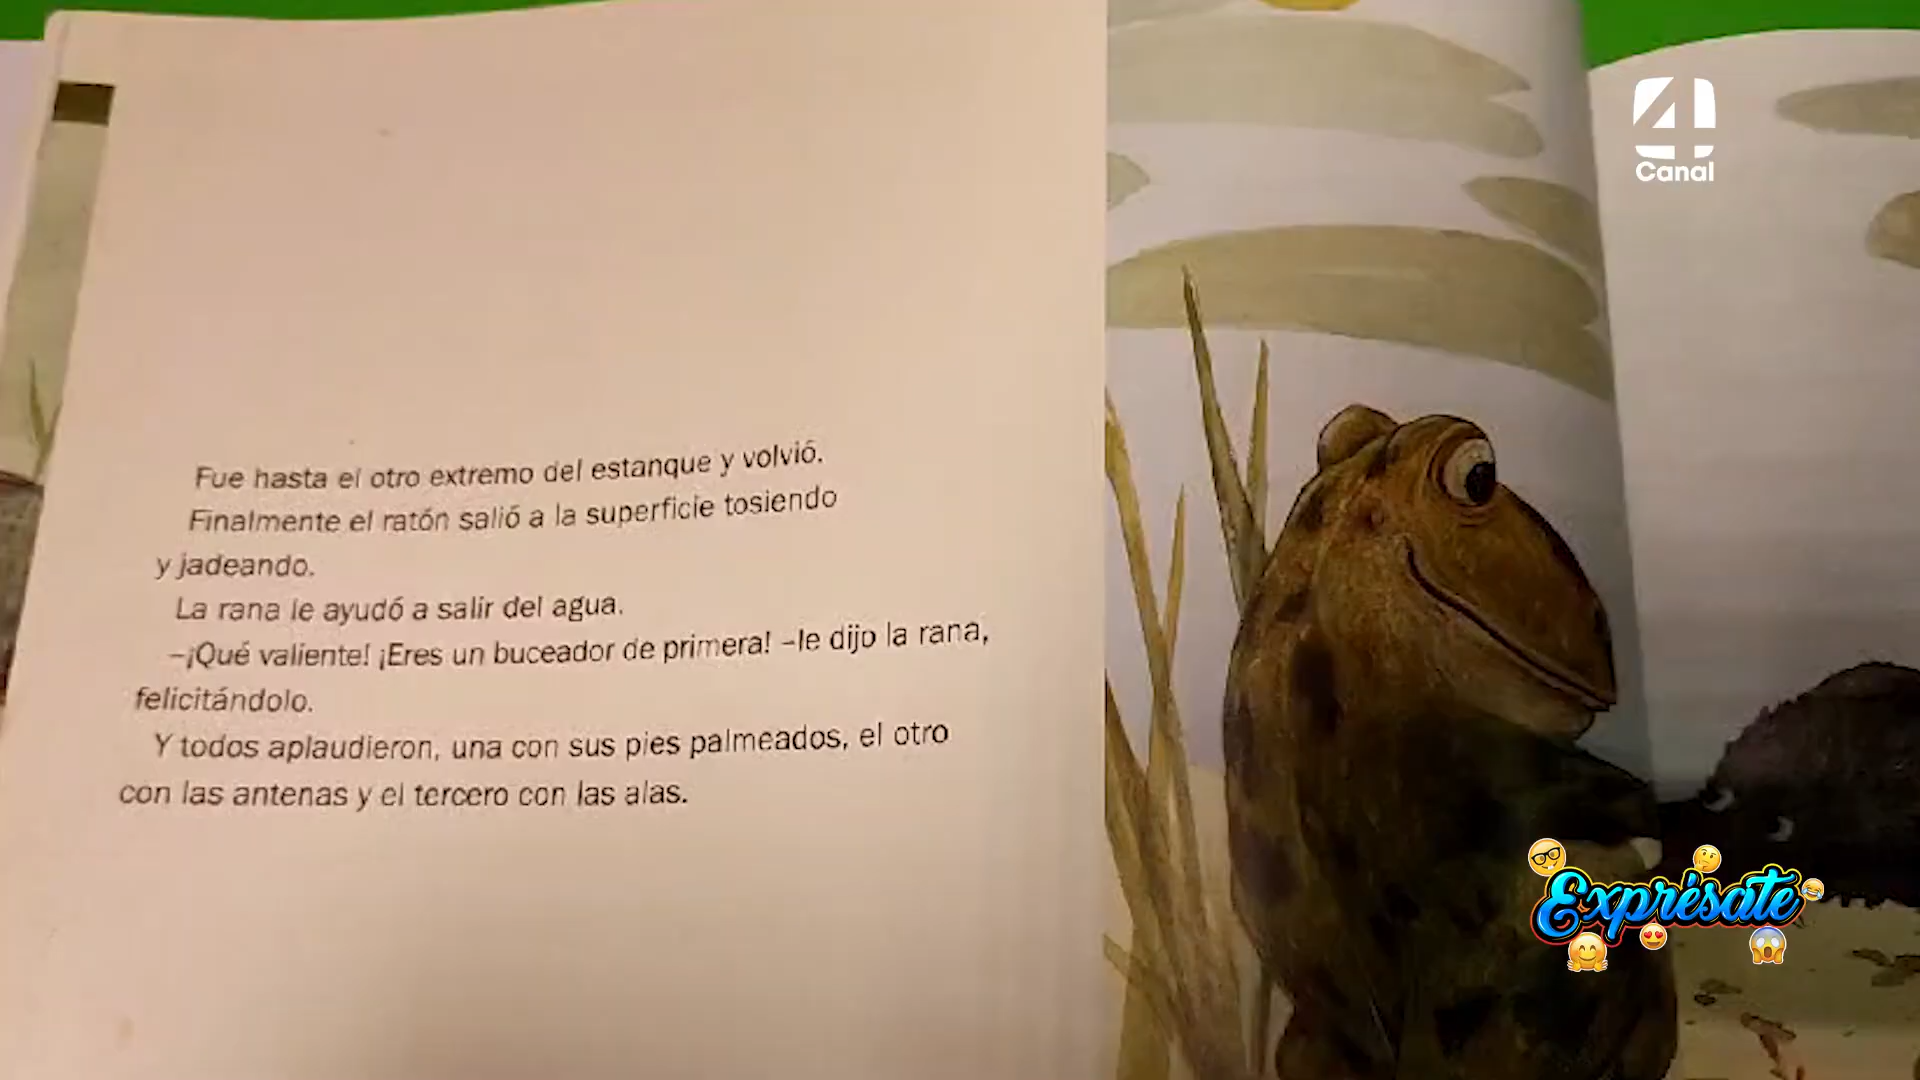 Fue hasta el otro extremo del estanque y volvió.
Finalmente el ratón salió a la superficie tosiendo
y jadeando.
La rana le ayudó a salir del agua.
–¡Qué valiente! ¡Eres un buceador de primera! –le dijo la rana,
felicitándolo.
Y todos aplaudieron, una con sus pies palmeados, el otro
con las antenas y el tercero con las alas.
4
Canal
Exprésate